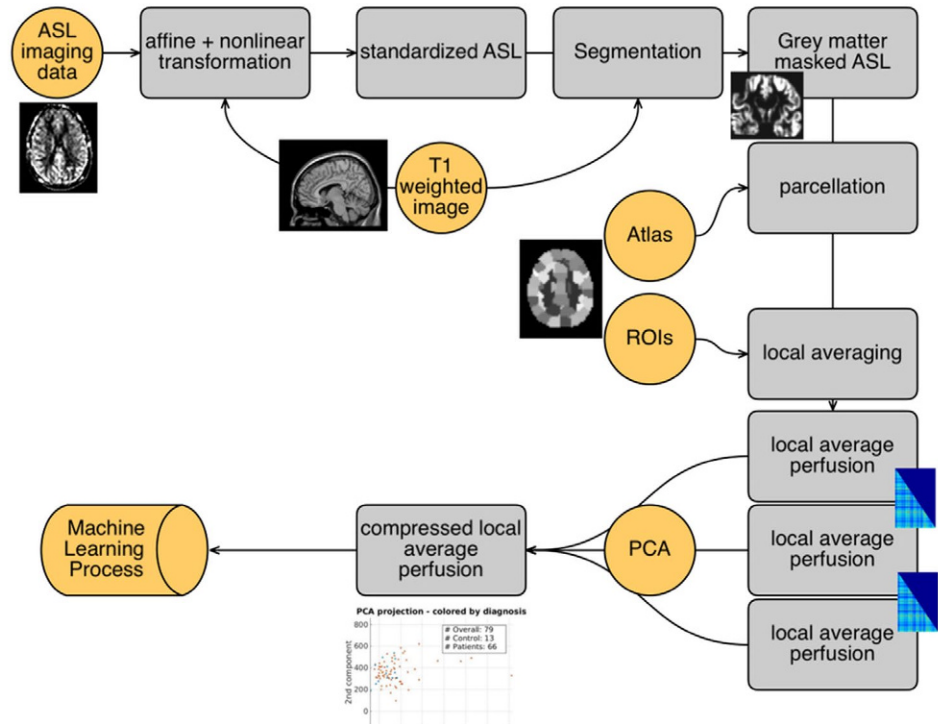 ASL
imaging
data
affine + nonlinear
transformation
standardized ASL
Segmentation
Grey matter
masked ASL
T1
weighted
image
parcellation
Atlas
ROIs
local averaging
local average
perfusion
Machine
Learning
Process
compressed local
average
perfusion
PCA
local average
perfusion
local average
perfusion
PCA projection - colored by diagnosis
# Overall: 79
# Control: 13
# Patients: 66
2nd component
800
600
400
200
0